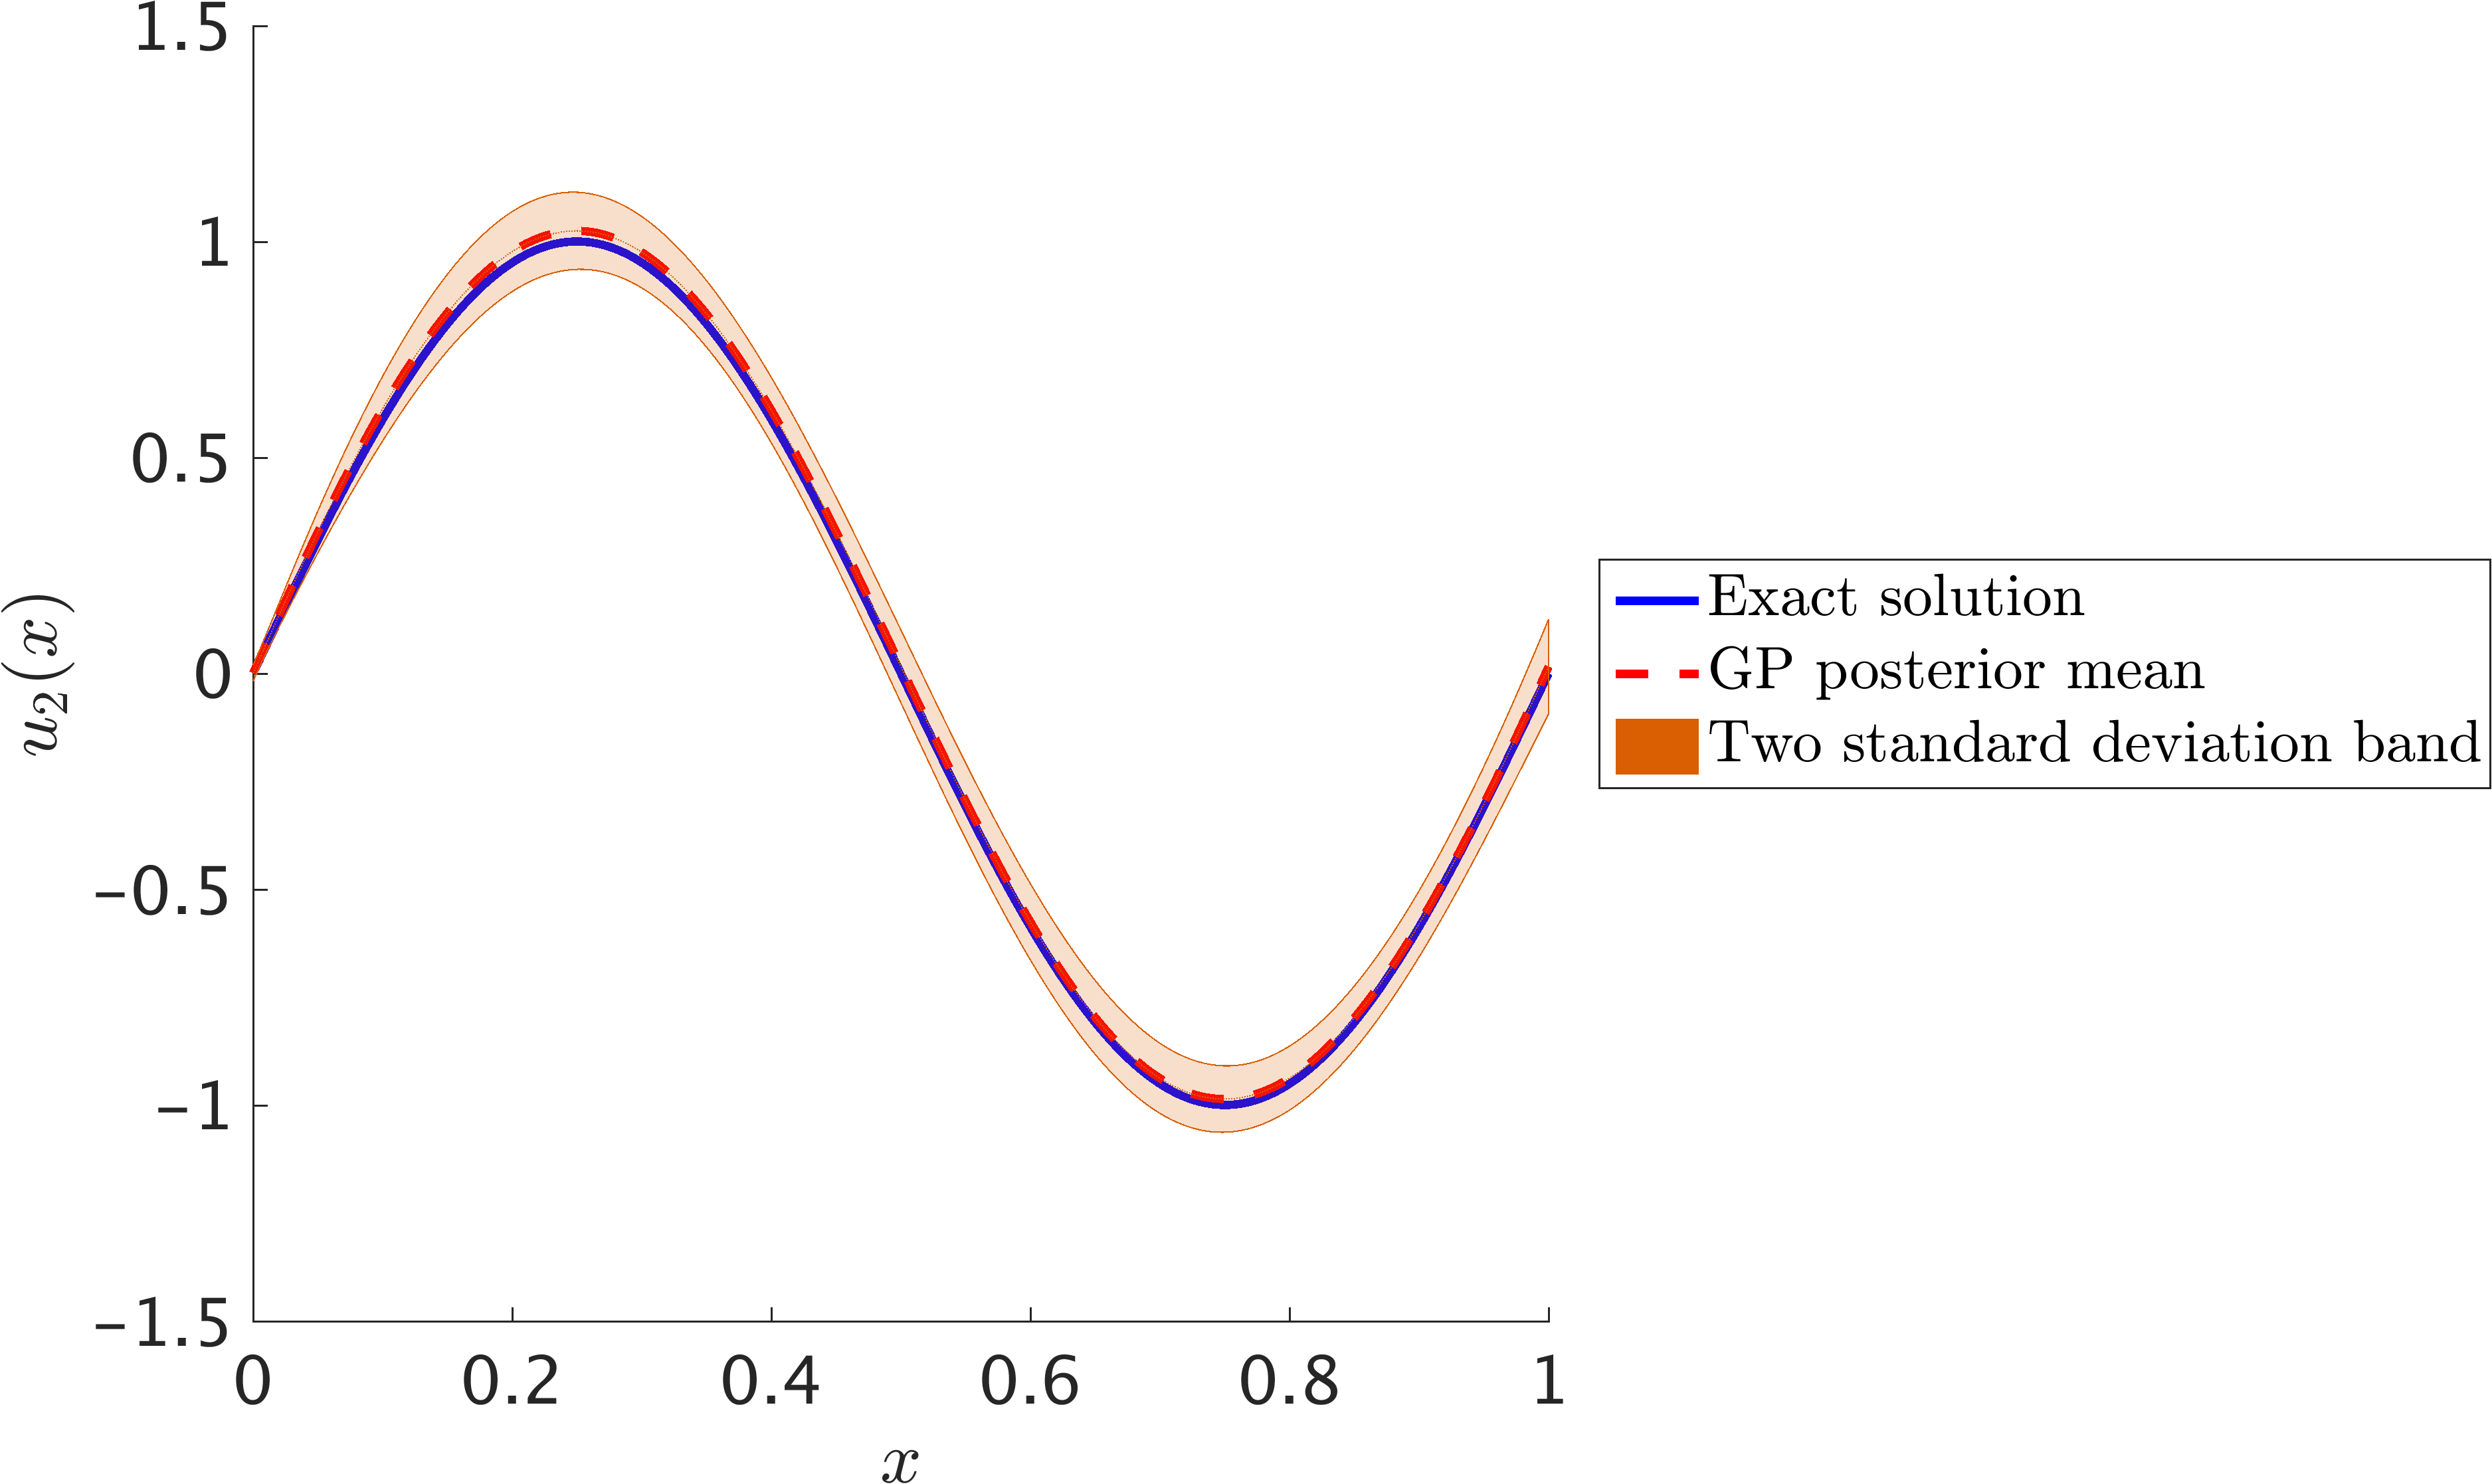 1.5
1
0.5
0
−0.5
−1
−1.5
u₂(x)
0 0.2 0.4 0.6 0.8 1
x
Exact solution
GP posterior mean
Two standard deviation band